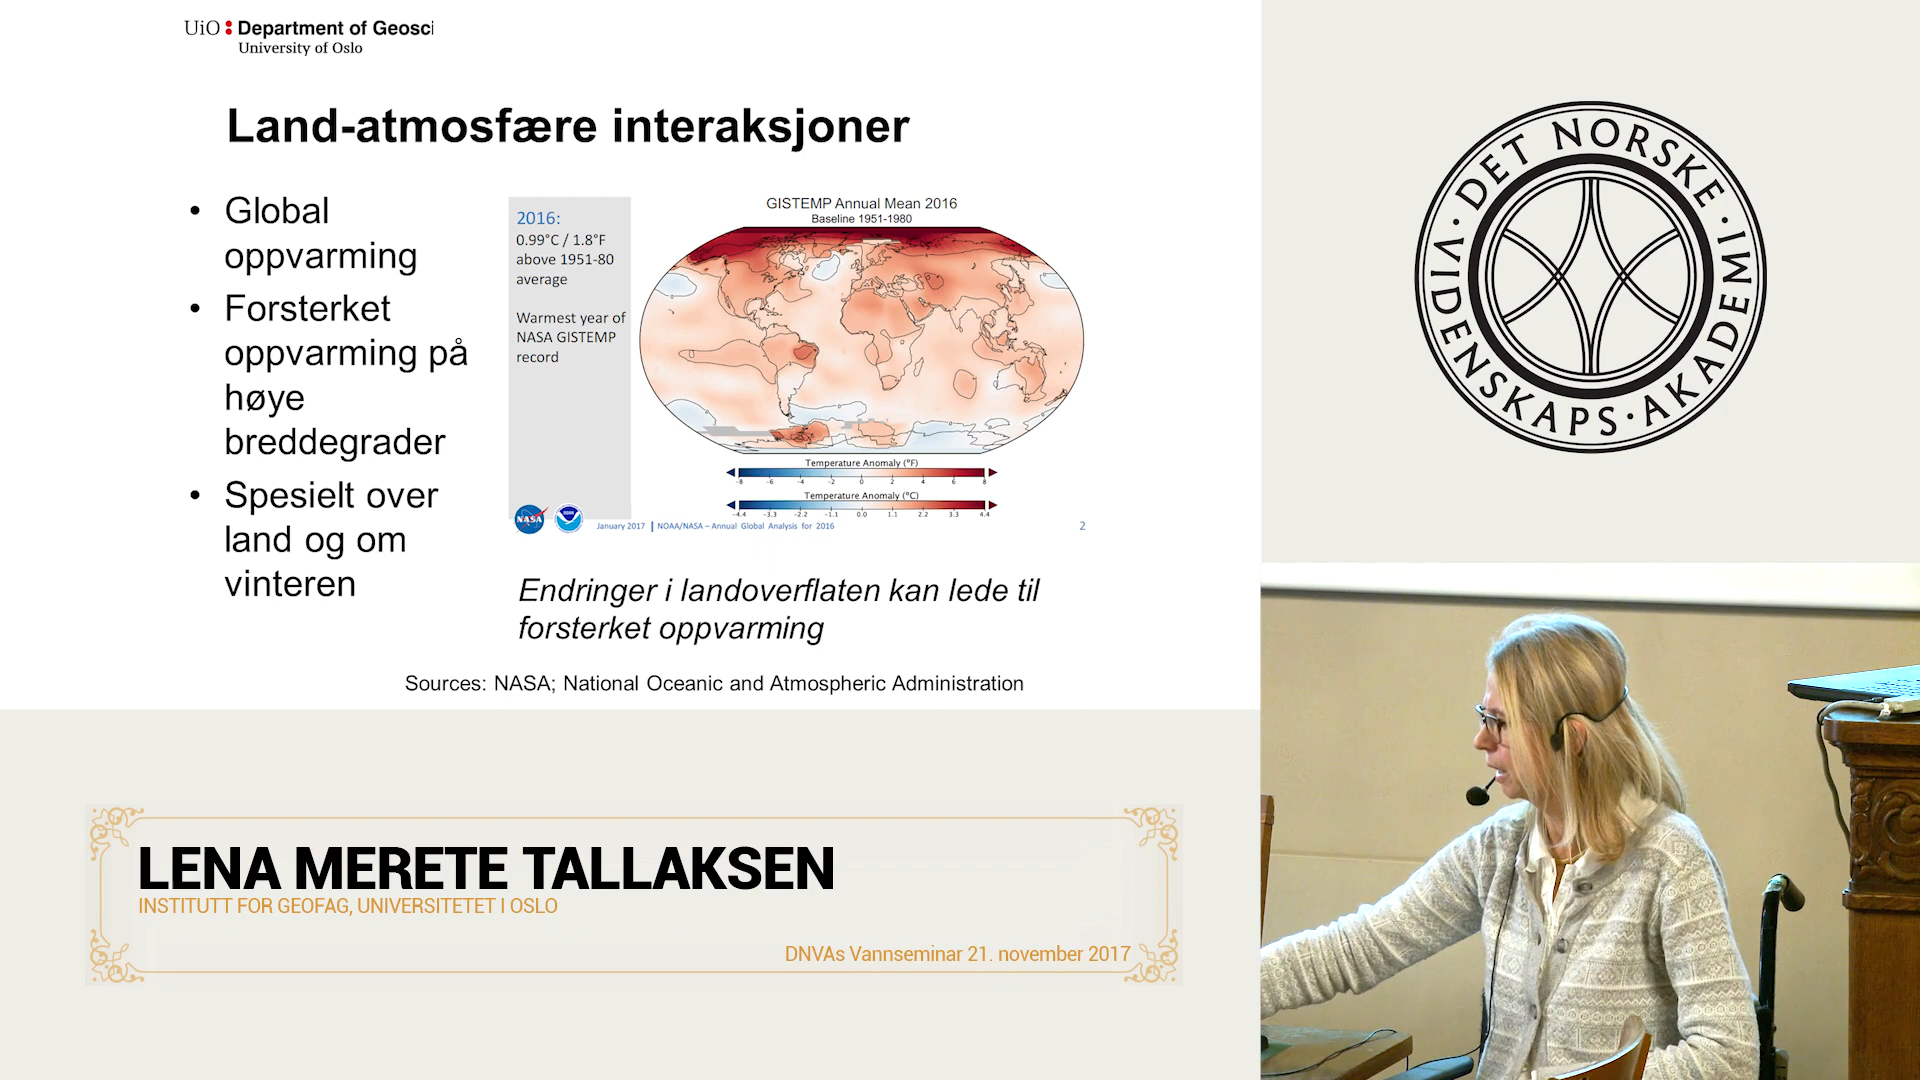 UiO Department of Geosci
University of Oslo
Land-atmosfære interaksjoner
• Global
oppvarming
• Forsterket
oppvarming på
høye
breddegrader
• Spesielt over
land og om
vinteren
2016:
0.99°C / 1.8°F
above 1951-80
average
Warmest year of
NASA GISTEMP
record
GISTEMP Annual Mean 2016
Baseline 1951-1980
Temperature Anomaly (°F)
-8 -6 -4 -2 0 2 4 6 8
Temperature Anomaly (°C)
-4.4 -3.3 -2.2 -1.1 0.0 1.1 2.2 3.3 4.4
NASA
January 2017 | NOAA/NASA – Annual Global Analysis for 2016
2
Endringer i landoverflaten kan lede til
forsterket oppvarming
Sources: NASA; National Oceanic and Atmospheric Administration
DET NORSKE · VIDENSKAPS · AKADEMI ·
LENA MERETE TALLAKSEN
INSTITUTT FOR GEOFAG, UNIVERSITETET I OSLO
DNVAs Vannseminar 21. november 2017